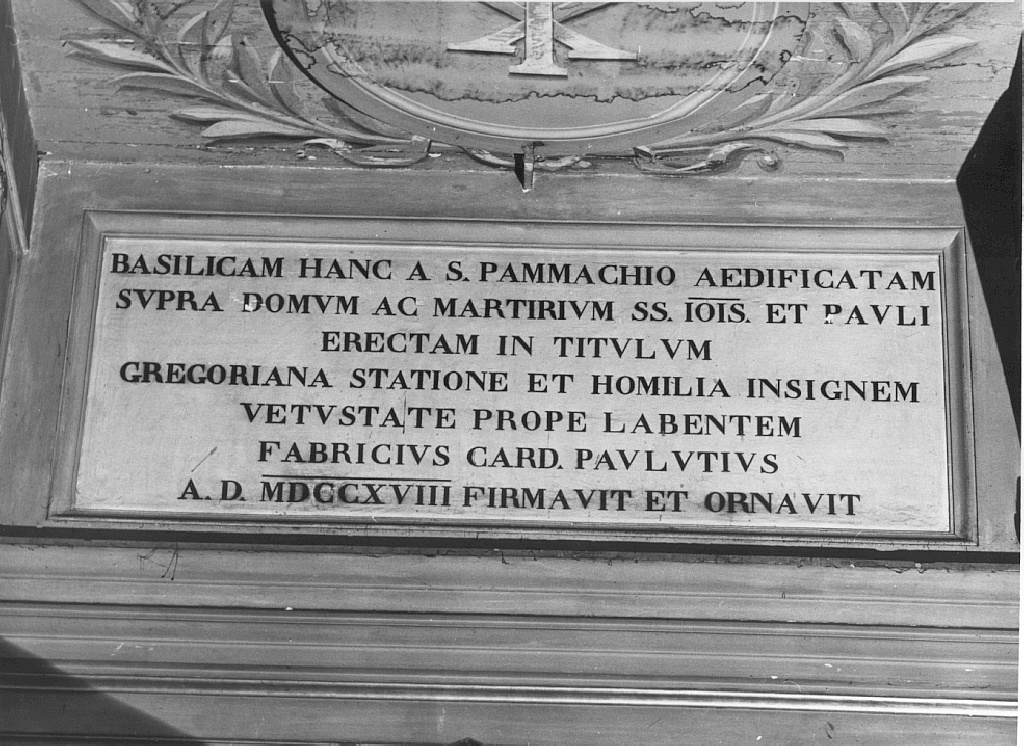 BASILICAM HANC A S. PAMMACHIO AEDIFICATAM
SVPRA DOMVM AC MARTIRIVM SS. I̅O̅I̅S̅. ET PAVLI
ERECTAM IN TITVLVM
GREGORIANA STATIONE ET HOMILIA INSIGNEM
VETVSTATE PROPE LABENTEM
FABRICIVS CARD. PAVLVTIVS
A. D. MDCCXVIII FIRMAVIT ET ORNAVIT